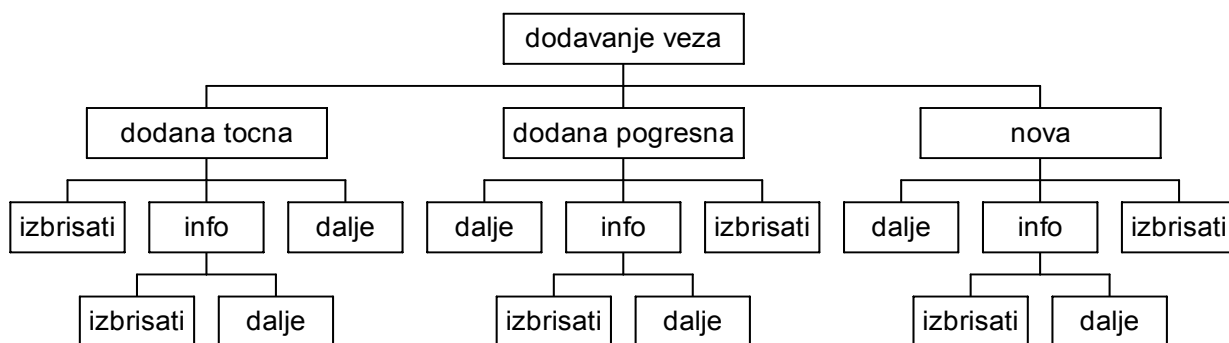 dodavanje veza
dodana tocna
dodana pogresna
nova
izbrisati
info
dalje
dalje
info
izbrisati
dalje
info
izbrisati
izbrisati
dalje
izbrisati
dalje
izbrisati
dalje